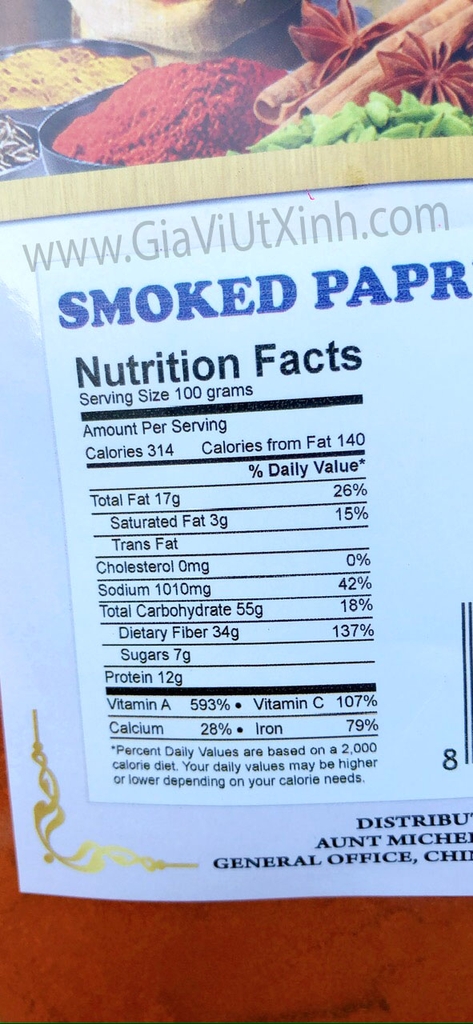 www.GiaViUtXinh.com
SMOKED PAPR
Nutrition Facts
Serving Size 100 grams
Amount Per Serving
Calories 314 Calories from Fat 140
% Daily Value*
Total Fat 17g 26%
Saturated Fat 3g 15%
Trans Fat
Cholesterol 0mg 0%
Sodium 1010mg 42%
Total Carbohydrate 55g 18%
Dietary Fiber 34g 137%
Sugars 7g
Protein 12g
Vitamin A 593% • Vitamin C 107%
Calcium 28% • Iron 79%
*Percent Daily Values are based on a 2,000
calorie diet. Your daily values may be higher
or lower depending on your calorie needs.
8
DISTRIBU
AUNT MICHE
GENERAL OFFICE, CHI